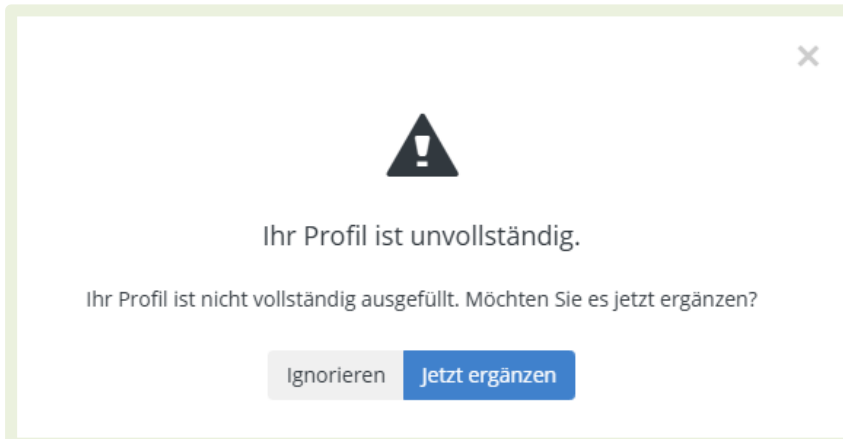 Ihr Profil ist unvollständig.
Ihr Profil ist nicht vollständig ausgefüllt. Möchten Sie es jetzt ergänzen?
Ignorieren
Jetzt ergänzen